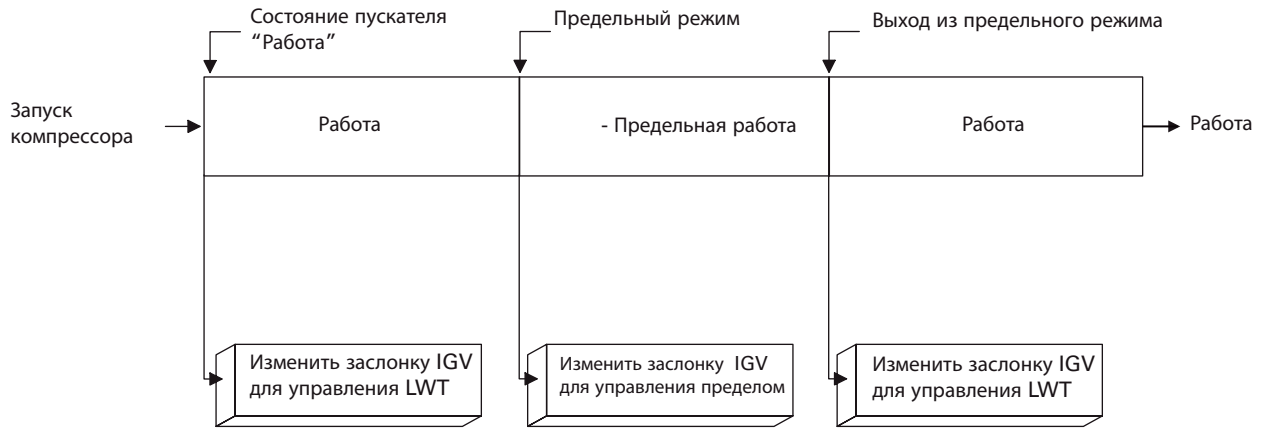 Состояние пускателя
“Работа”
Предельный режим
Выход из предельного режима
Запуск
компрессора
Работа
- Предельная работа
Работа
Работа
Изменить заслонку IGV
для управления LWT
Изменить заслонку IGV
для управления пределом
Изменить заслонку IGV
для управления LWT